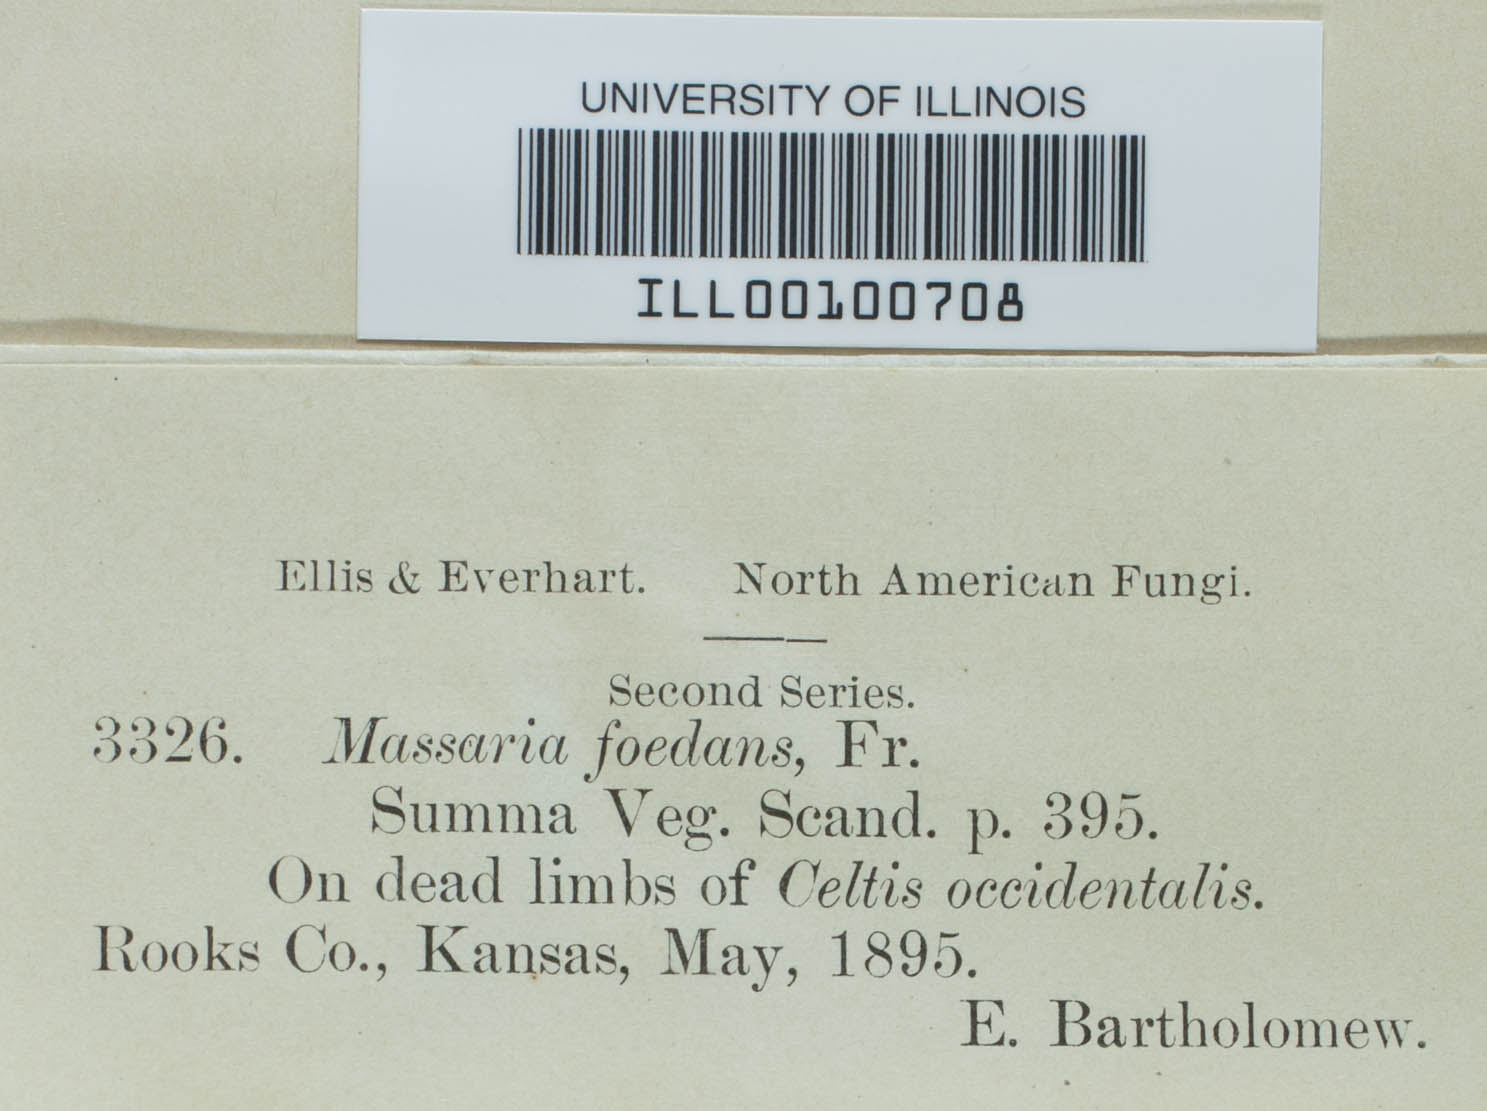 UNIVERSITY OF ILLINOIS
ILL00100708
Ellis & Everhart. North American Fungi.
Second Series.
3326. Massaria foedans, Fr.
Summa Veg. Scand. p. 395.
On dead limbs of Celtis occidentalis.
Rooks Co., Kansas, May, 1895.
E. Bartholomew.